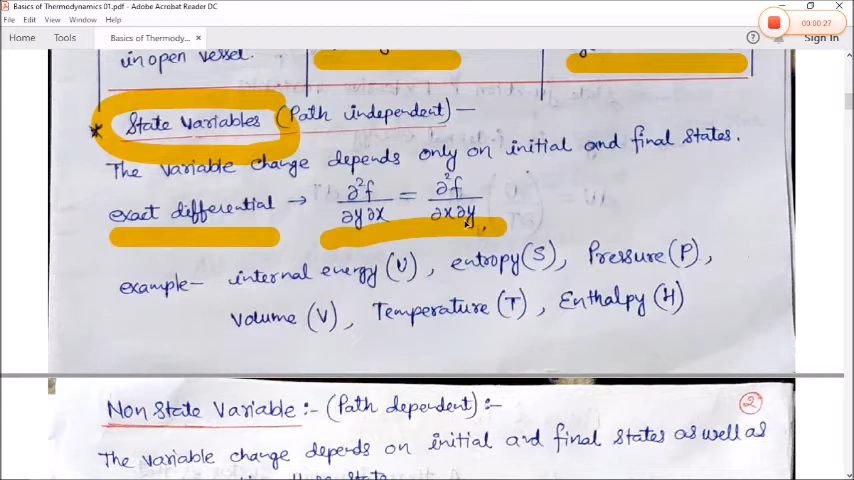 Basics of Thermodynamics 01.pdf - Adobe Acrobat Reader DC
File Edit View Window Help
00:00:27
Home Tools Basics of Thermodyn... × Sign In
in open vessel.
* State Variables (Path independent) —
The variable change depends only on initial and final states.
exact differential → ∂²f/∂y∂x = ∂²f/∂x∂y
example- internal energy (U), entropy(S), Pressure(P),
Volume (V), Temperature (T), Enthalpy (H)
Non State Variable :- (Path dependent) :-
2
The variable change depends on initial and final states as well as